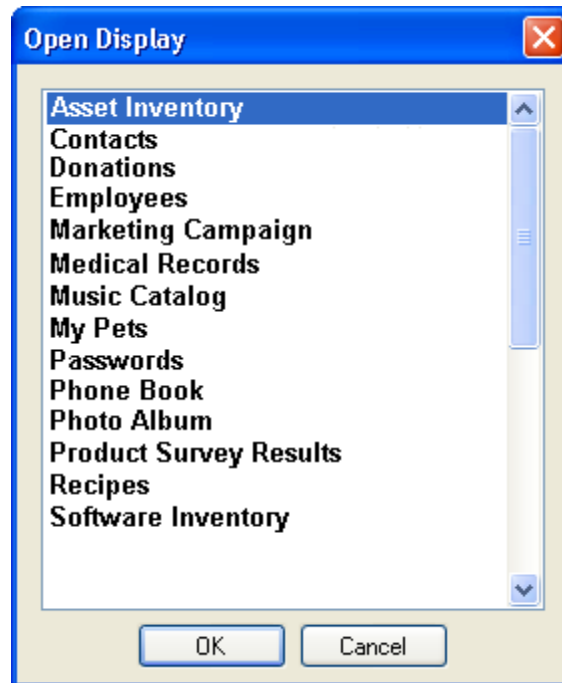 Open Display
Asset Inventory
Contacts
Donations
Employees
Marketing Campaign
Medical Records
Music Catalog
My Pets
Passwords
Phone Book
Photo Album
Product Survey Results
Recipes
Software Inventory
OK Cancel